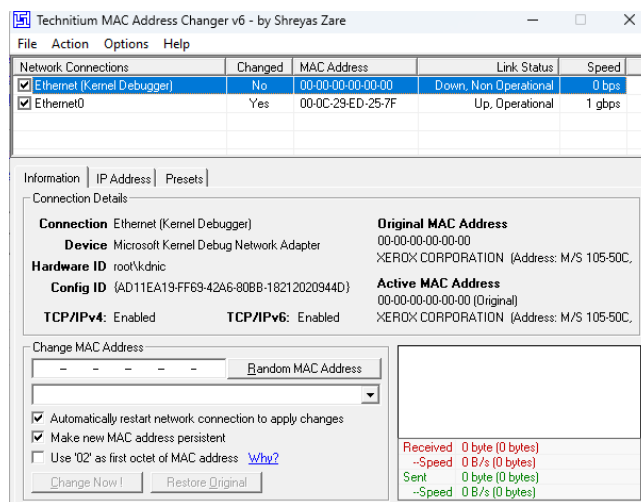 Technitium MAC Address Changer v6 - by Shreyas Zare
File Action Options Help
Network Connections Changed MAC Address Link Status Speed
Ethernet (Kernel Debugger) No 00-00-00-00-00-00 Down, Non Operational 0 bps
Ethernet0 Yes 00-0C-29-ED-25-7F Up, Operational 1 gbps
Information IP Address Presets
Connection Details
Connection Ethernet (Kernel Debugger)
Device Microsoft Kernel Debug Network Adapter
Hardware ID root\kdnic
Config ID {AD11EA19-FF69-42A6-80BB-18212020944D}
TCP/IPv4: Enabled TCP/IPv6: Enabled
Original MAC Address
00-00-00-00-00-00
XEROX CORPORATION (Address: M/S 105-50C,
Active MAC Address
00-00-00-00-00-00 (Original)
XEROX CORPORATION (Address: M/S 105-50C,
Change MAC Address
- - - - -
Random MAC Address
Automatically restart network connection to apply changes
Make new MAC address persistent
Use '02' as first octet of MAC address Why?
Change Now ! Restore Original
Received 0 byte (0 bytes)
--Speed 0 B/s (0 bytes)
Sent 0 byte (0 bytes)
--Speed 0 B/s (0 bytes)